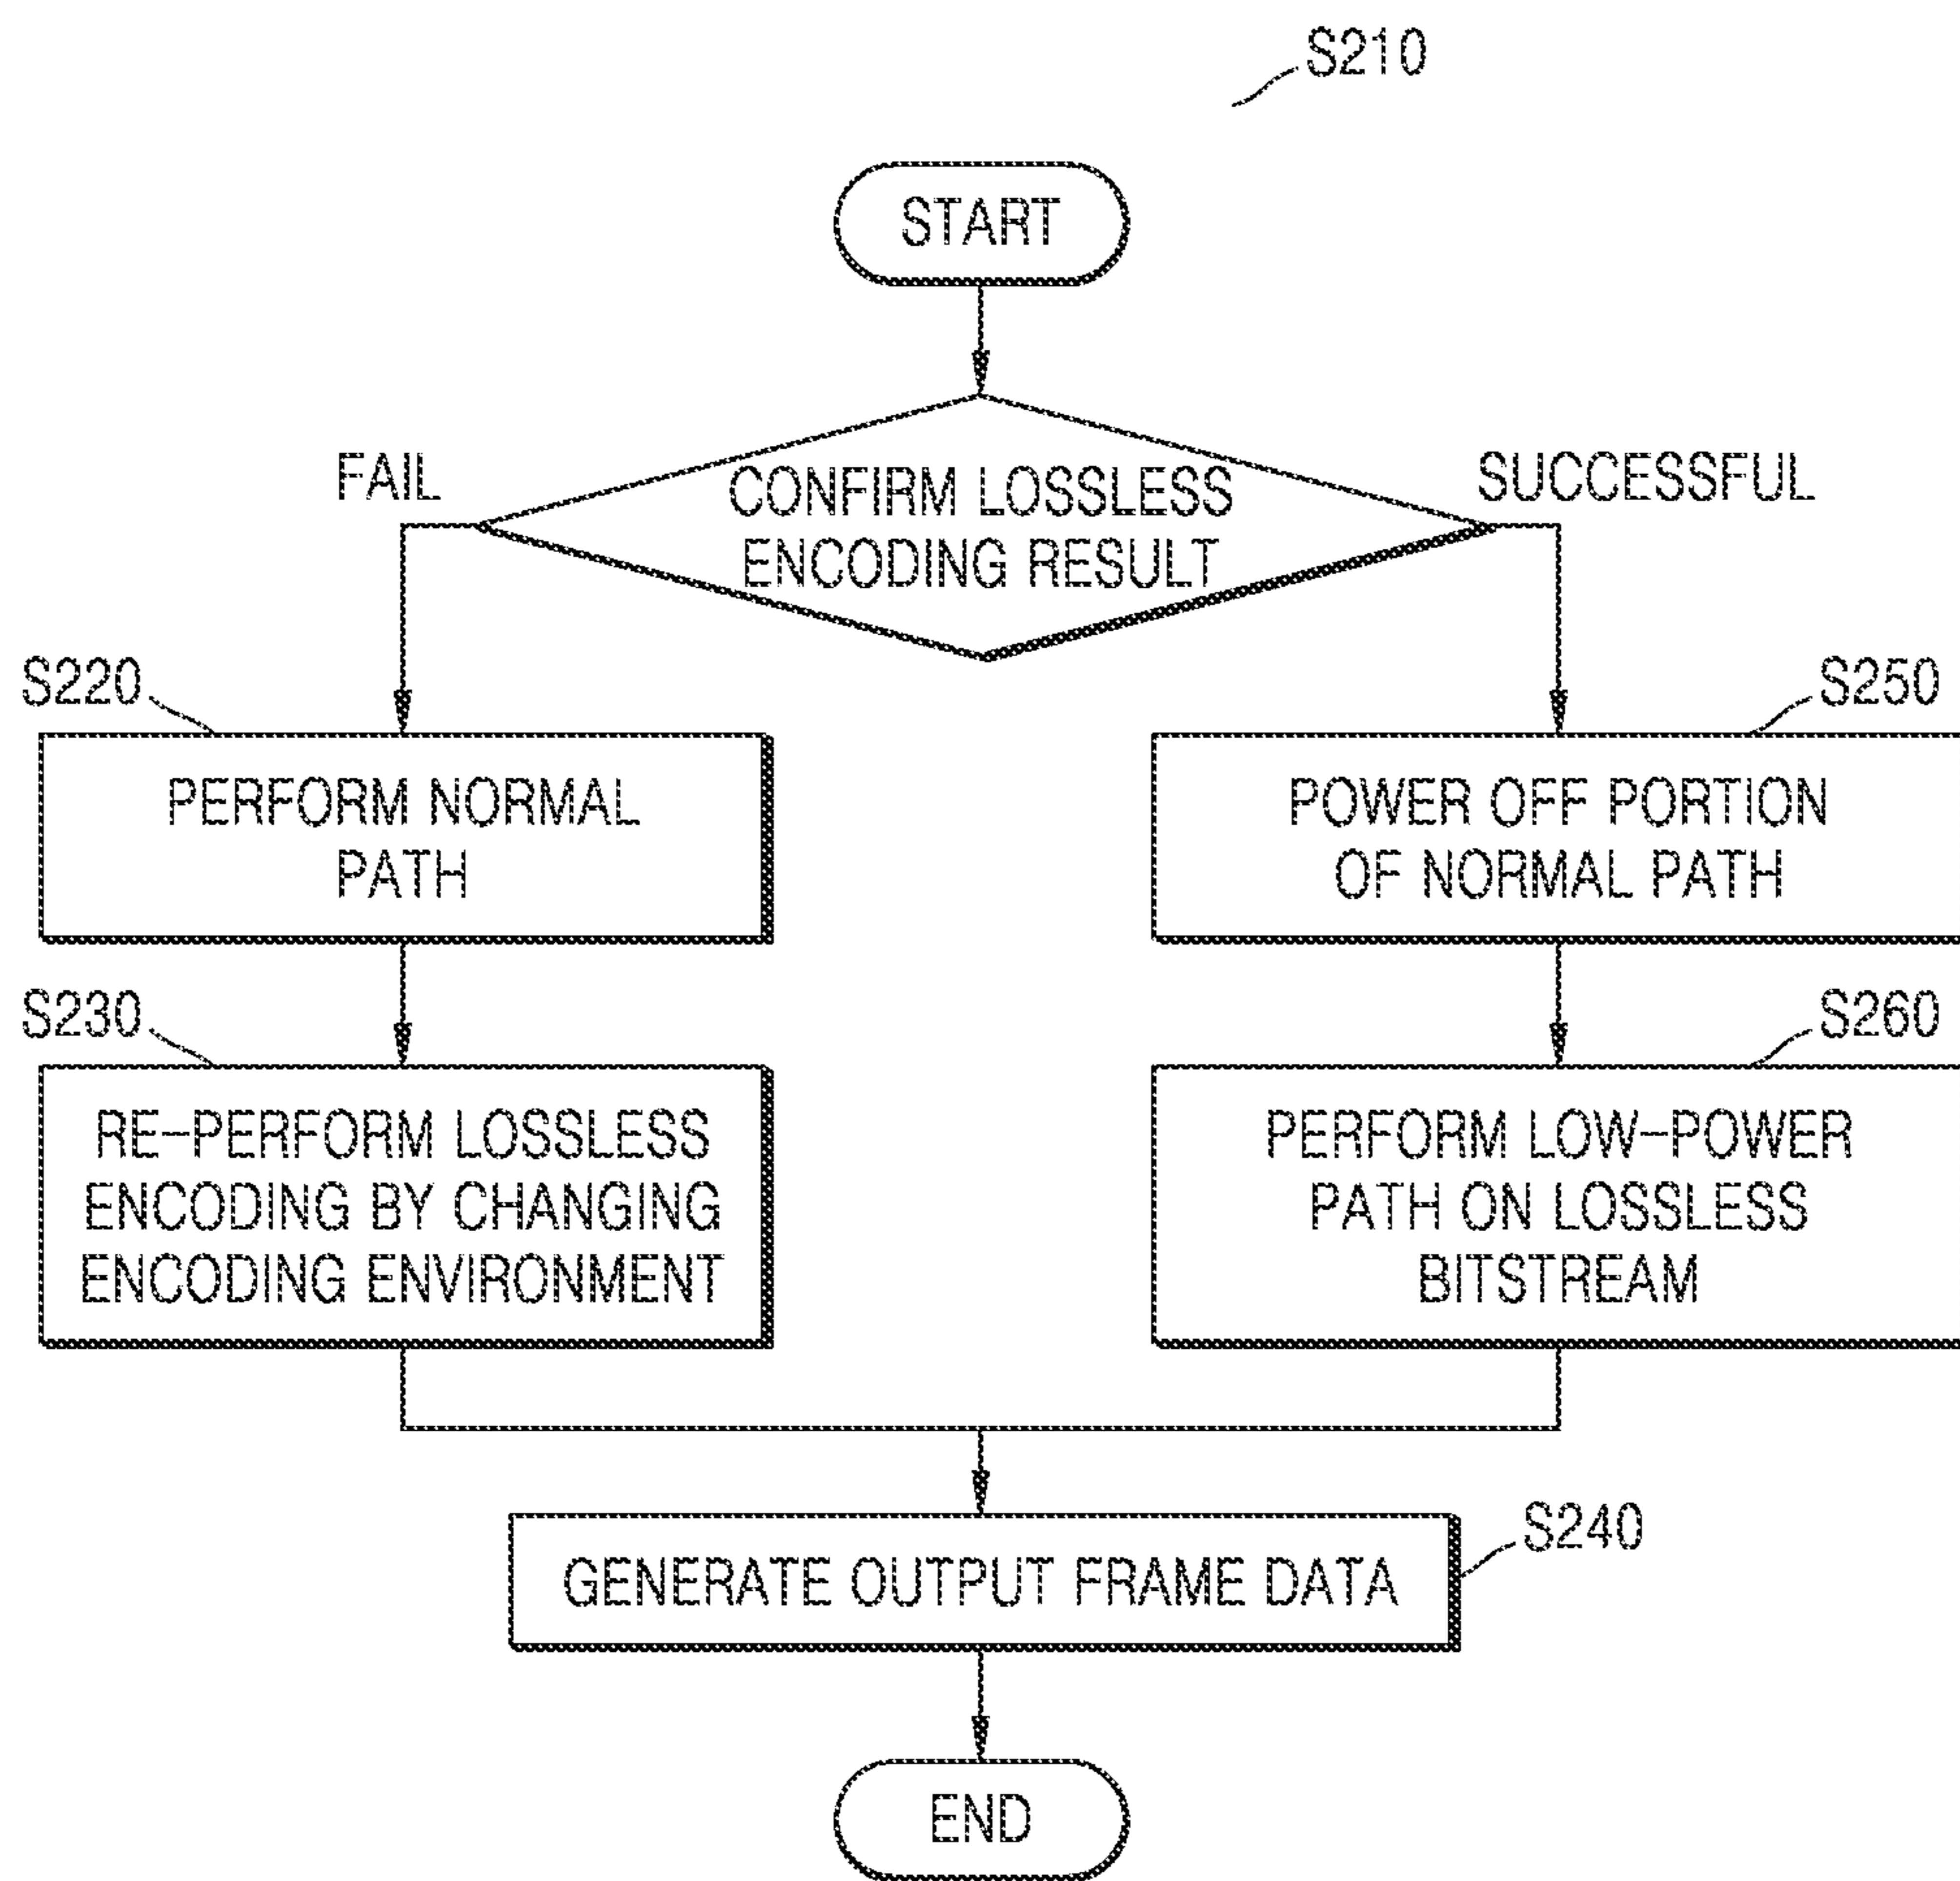 S210
START
FAIL
CONFIRM LOSSLESS
ENCODING RESULT
SUCCESSFUL
S220
PERFORM NORMAL
PATH
S250
POWER OFF PORTION
OF NORMAL PATH
S230
RE-PERFORM LOSSLESS
ENCODING BY CHANGING
ENCODING ENVIRONMENT
S260
PERFORM LOW-POWER
PATH ON LOSSLESS
BITSTREAM
S240
GENERATE OUTPUT FRAME DATA
END